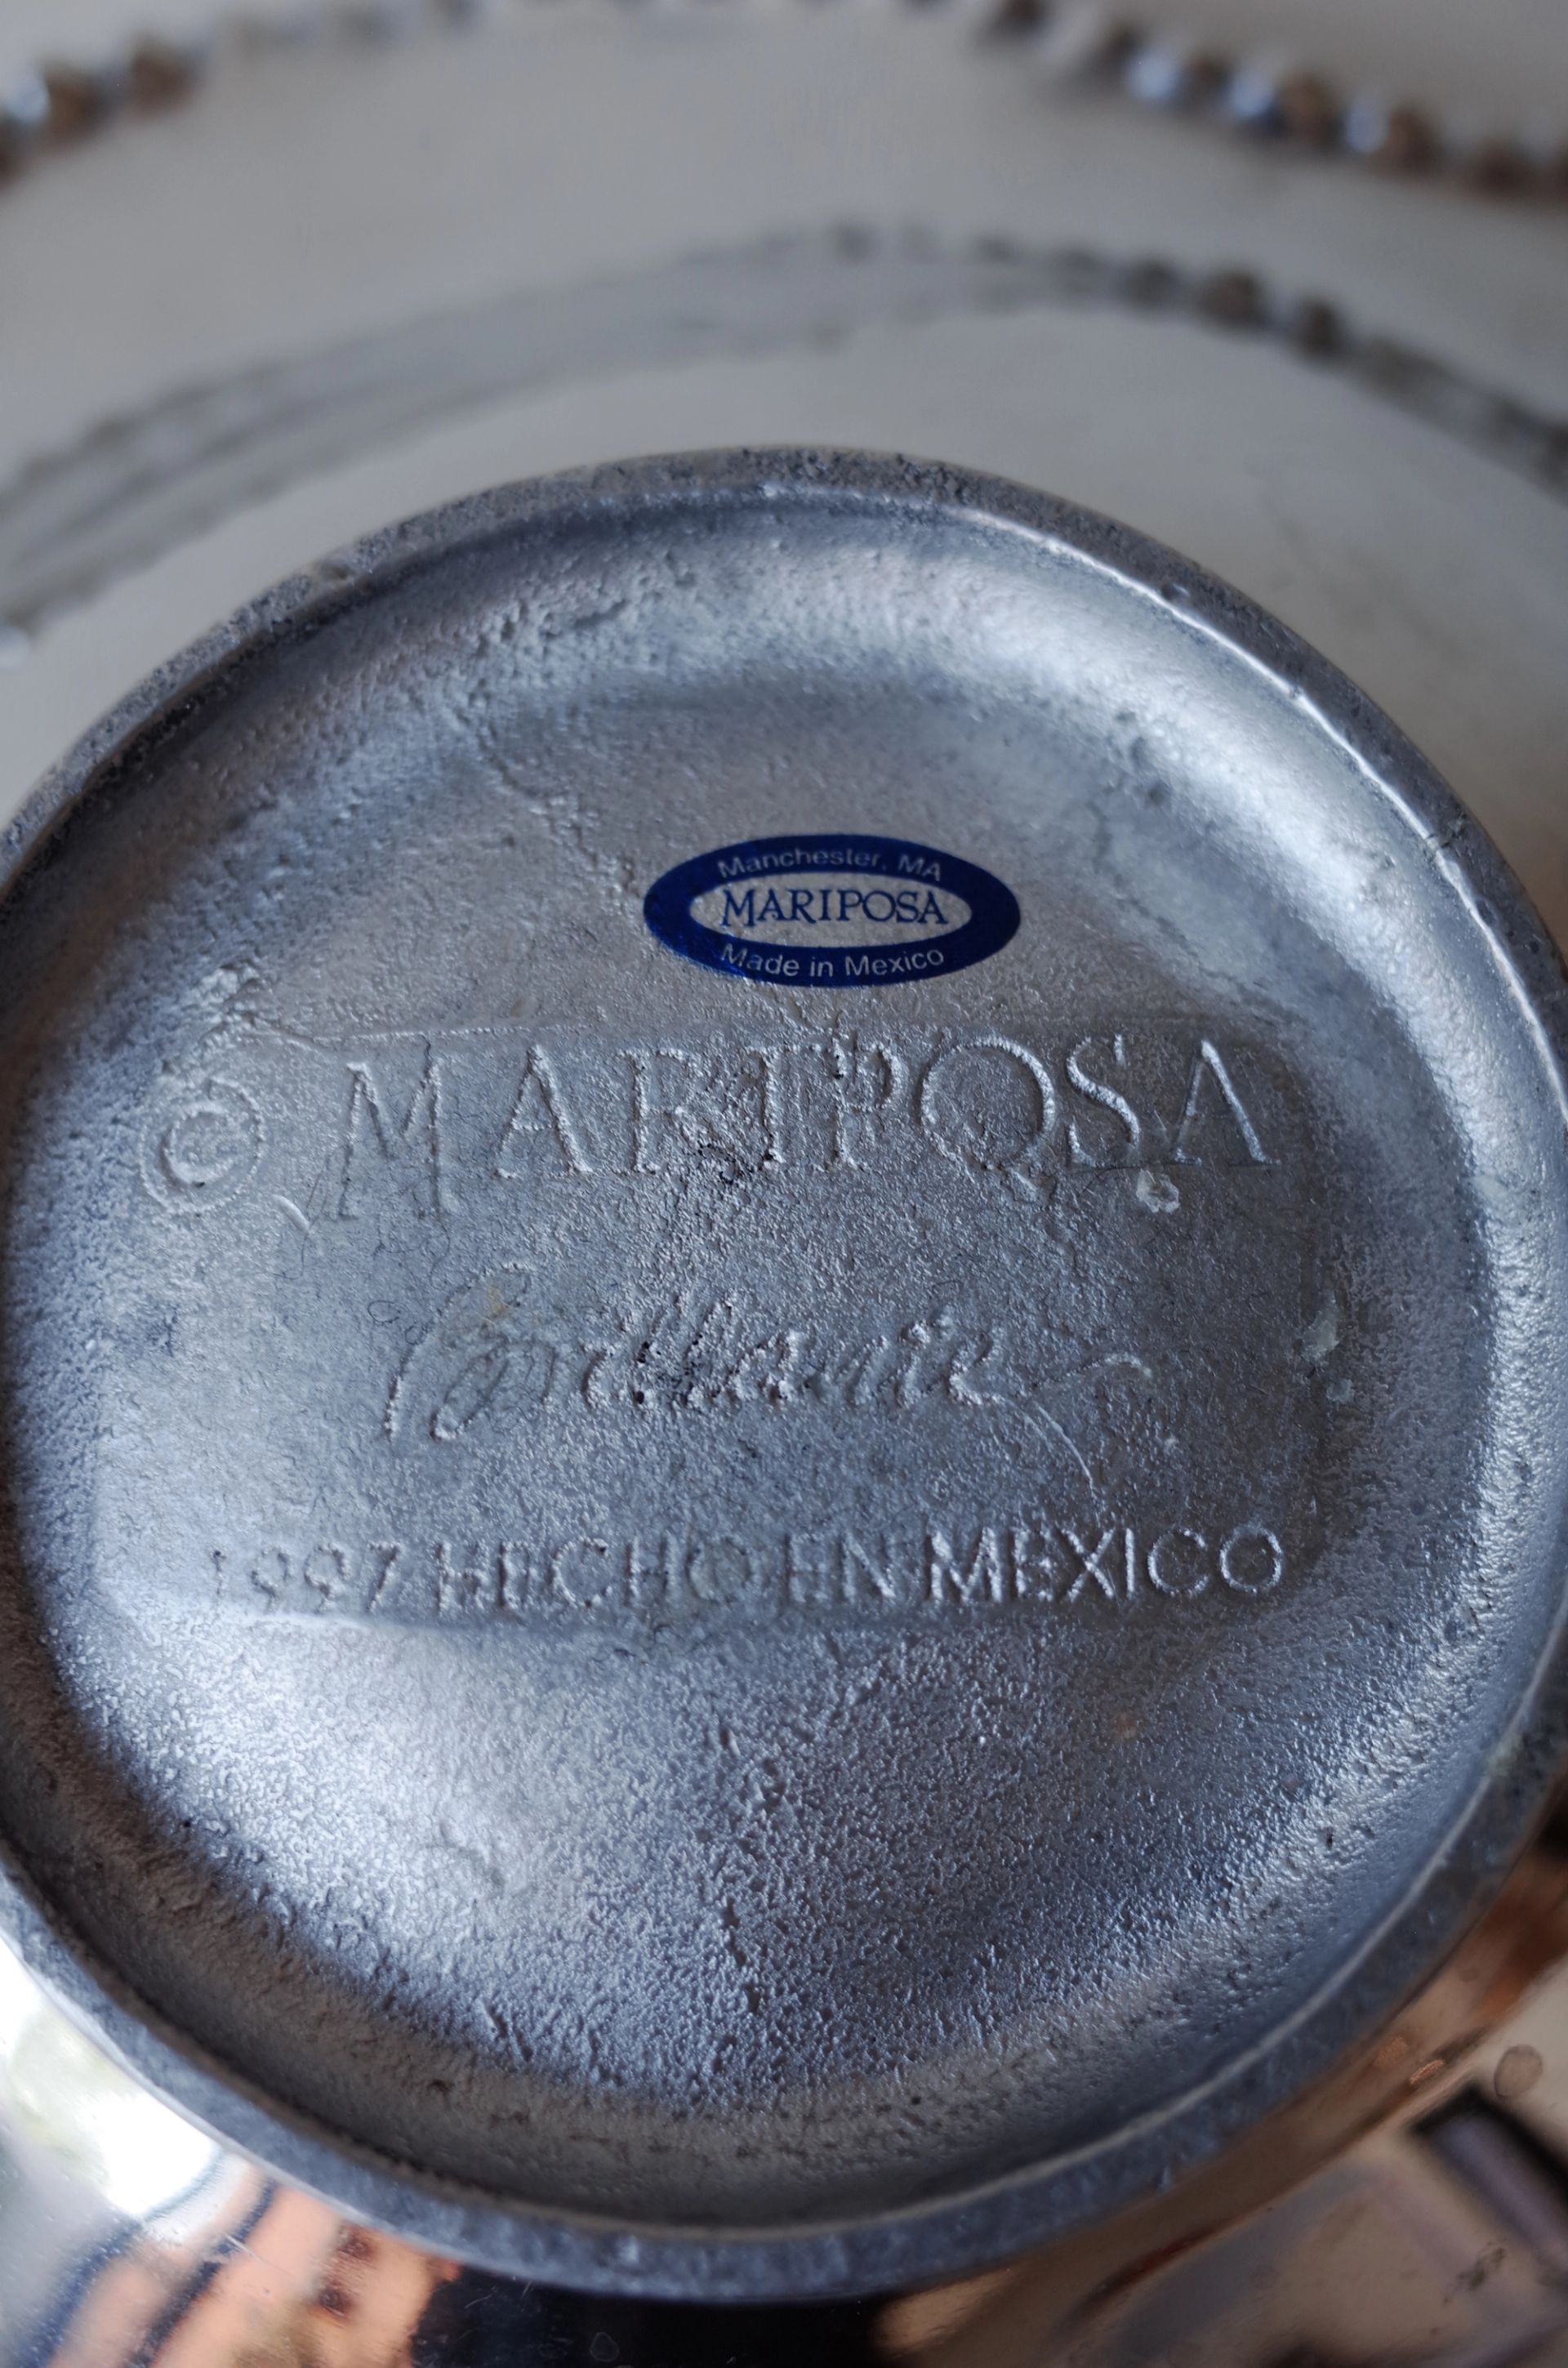 Manchester, MA
MARIPOSA
Made in Mexico
© MARIPOSA
Brillante
1997 HECHO EN MEXICO